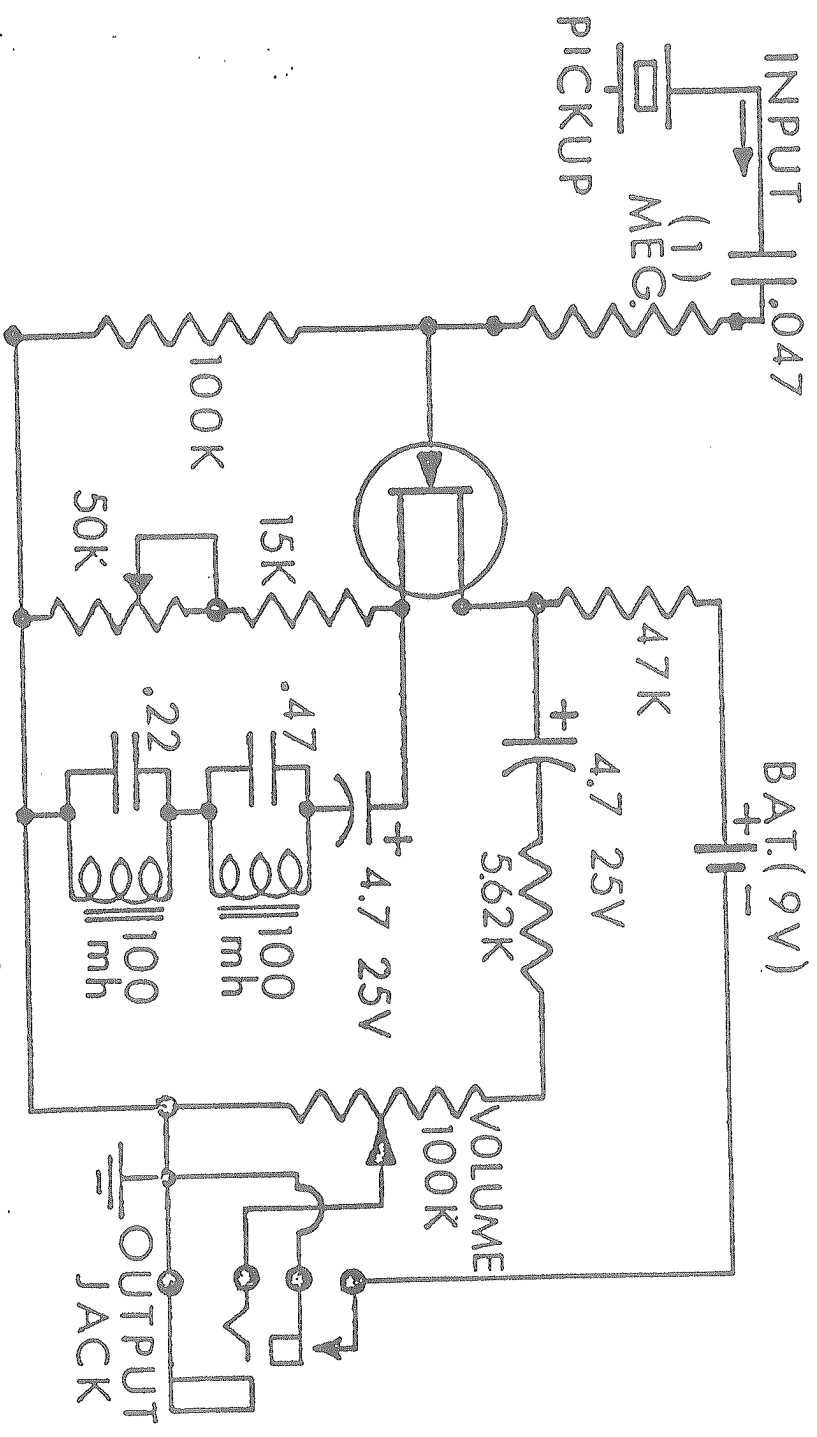 INPUT
PICKUP
(1)
MEG.
.047
100K
50K
15K
47K
BAT.(9V)
+ −
+
4.7 25V
5.62K
+
4.7 25V
.47
.22
100
mh
100
mh
VOLUME
100K
OUTPUT
JACK